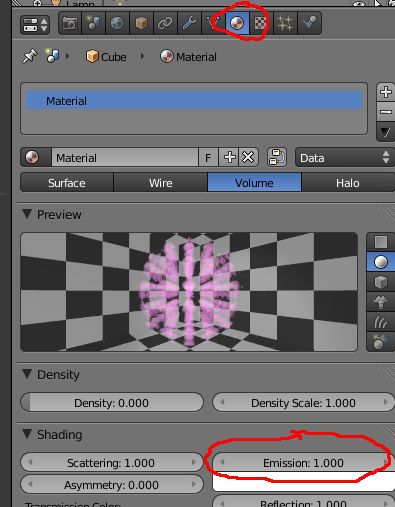 Lamp
Cube Material
Material
Material F Data
Surface Wire Volume Halo
Preview
Density
Density: 0.000 Density Scale: 1.000
Shading
Scattering: 1.000 Emission: 1.000
Asymmetry: 0.000
Transmission Color: Reflection: 1.000